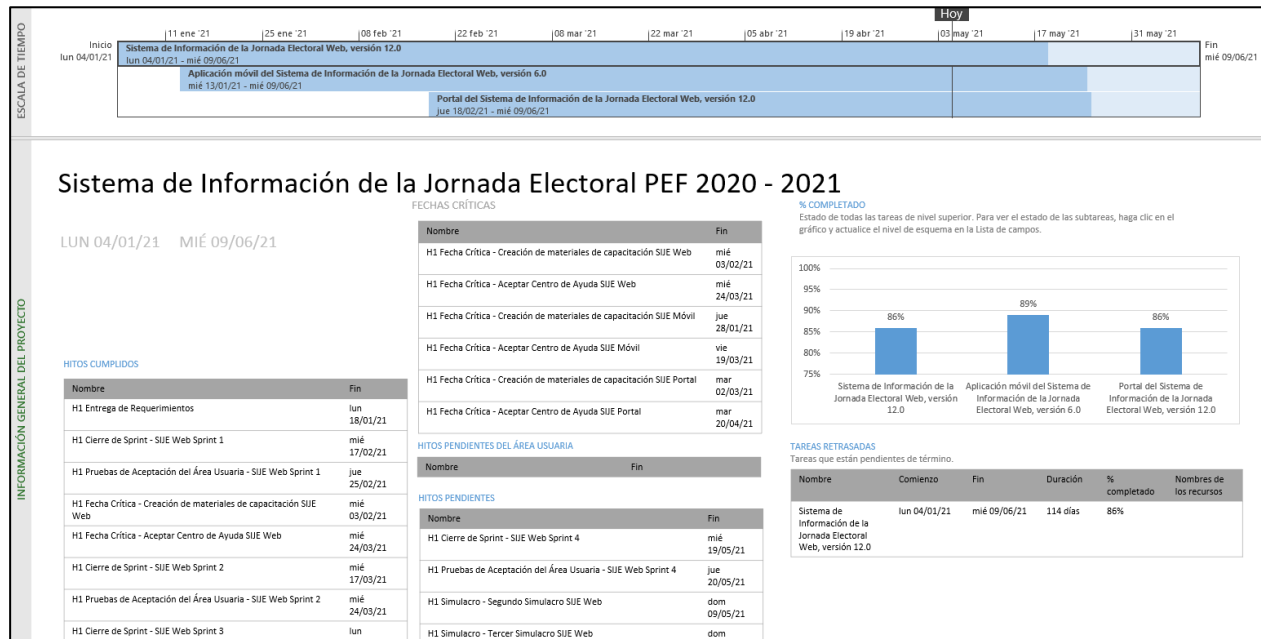 Hoy
11 ene '21 25 ene '21 08 feb '21 22 feb '21 08 mar '21 22 mar '21 05 abr '21 19 abr '21 03 may '21 17 may '21 31 may '21
ESCALA DE TIEMPO
Inicio
lun 04/01/21
Sistema de Información de la Jornada Electoral Web, versión 12.0
lun 04/01/21 - mié 09/06/21
Fin
mié 09/06/21
Aplicación móvil del Sistema de Información de la Jornada Electoral Web, versión 6.0
mié 13/01/21 - mié 09/06/21
Portal del Sistema de Información de la Jornada Electoral Web, versión 12.0
jue 18/02/21 - mié 09/06/21
INFORMACIÓN GENERAL DEL PROYECTO
Sistema de Información de la Jornada Electoral PEF 2020 - 2021
LUN 04/01/21 MIÉ 09/06/21
HITOS CUMPLIDOS
Nombre Fin
H1 Entrega de Requerimientos lun
18/01/21
H1 Cierre de Sprint - SIJE Web Sprint 1 mié
17/02/21
H1 Pruebas de Aceptación del Área Usuaria - SIJE Web Sprint 1 jue
25/02/21
H1 Fecha Crítica - Creación de materiales de capacitación SIJE mié
Web 03/02/21
H1 Fecha Crítica - Aceptar Centro de Ayuda SIJE Web mié
24/03/21
H1 Cierre de Sprint - SIJE Web Sprint 2 mié
17/03/21
H1 Pruebas de Aceptación del Área Usuaria - SIJE Web Sprint 2 mié
24/03/21
H1 Cierre de Sprint - SIJE Web Sprint 3 lun
FECHAS CRÍTICAS
Nombre Fin
H1 Fecha Crítica - Creación de materiales de capacitación SIJE Web mié
03/02/21
H1 Fecha Crítica - Aceptar Centro de Ayuda SIJE Web mié
24/03/21
H1 Fecha Crítica - Creación de materiales de capacitación SIJE Móvil jue
28/01/21
H1 Fecha Crítica - Aceptar Centro de Ayuda SIJE Móvil vie
19/03/21
H1 Fecha Crítica - Creación de materiales de capacitación SIJE Portal mar
02/03/21
H1 Fecha Crítica - Aceptar Centro de Ayuda SIJE Portal mar
20/04/21
HITOS PENDIENTES DEL ÁREA USUARIA
Nombre Fin
HITOS PENDIENTES
Nombre Fin
H1 Cierre de Sprint - SIJE Web Sprint 4 mié
19/05/21
H1 Pruebas de Aceptación del Área Usuaria - SIJE Web Sprint 4 jue
20/05/21
H1 Simulacro - Segundo Simulacro SIJE Web dom
09/05/21
H1 Simulacro - Tercer Simulacro SIJE Web dom
% COMPLETADO
Estado de todas las tareas de nivel superior. Para ver el estado de las subtareas, haga clic en el
gráfico y actualice el nivel de esquema en la Lista de campos.
100%
95%
90%
85%
80%
75%
86% 89% 86%
Sistema de Información de la
Jornada Electoral Web, versión
12.0
Aplicación móvil del Sistema de
Información de la Jornada
Electoral Web, versión 6.0
Portal del Sistema de
Información de la Jornada
Electoral Web, versión 12.0
TAREAS RETRASADAS
Tareas que están pendientes de término.
Nombre Comienzo Fin Duración % completado Nombres de los recursos
Sistema de lun 04/01/21 mié 09/06/21 114 días 86%
Información de la
Jornada Electoral
Web, versión 12.0